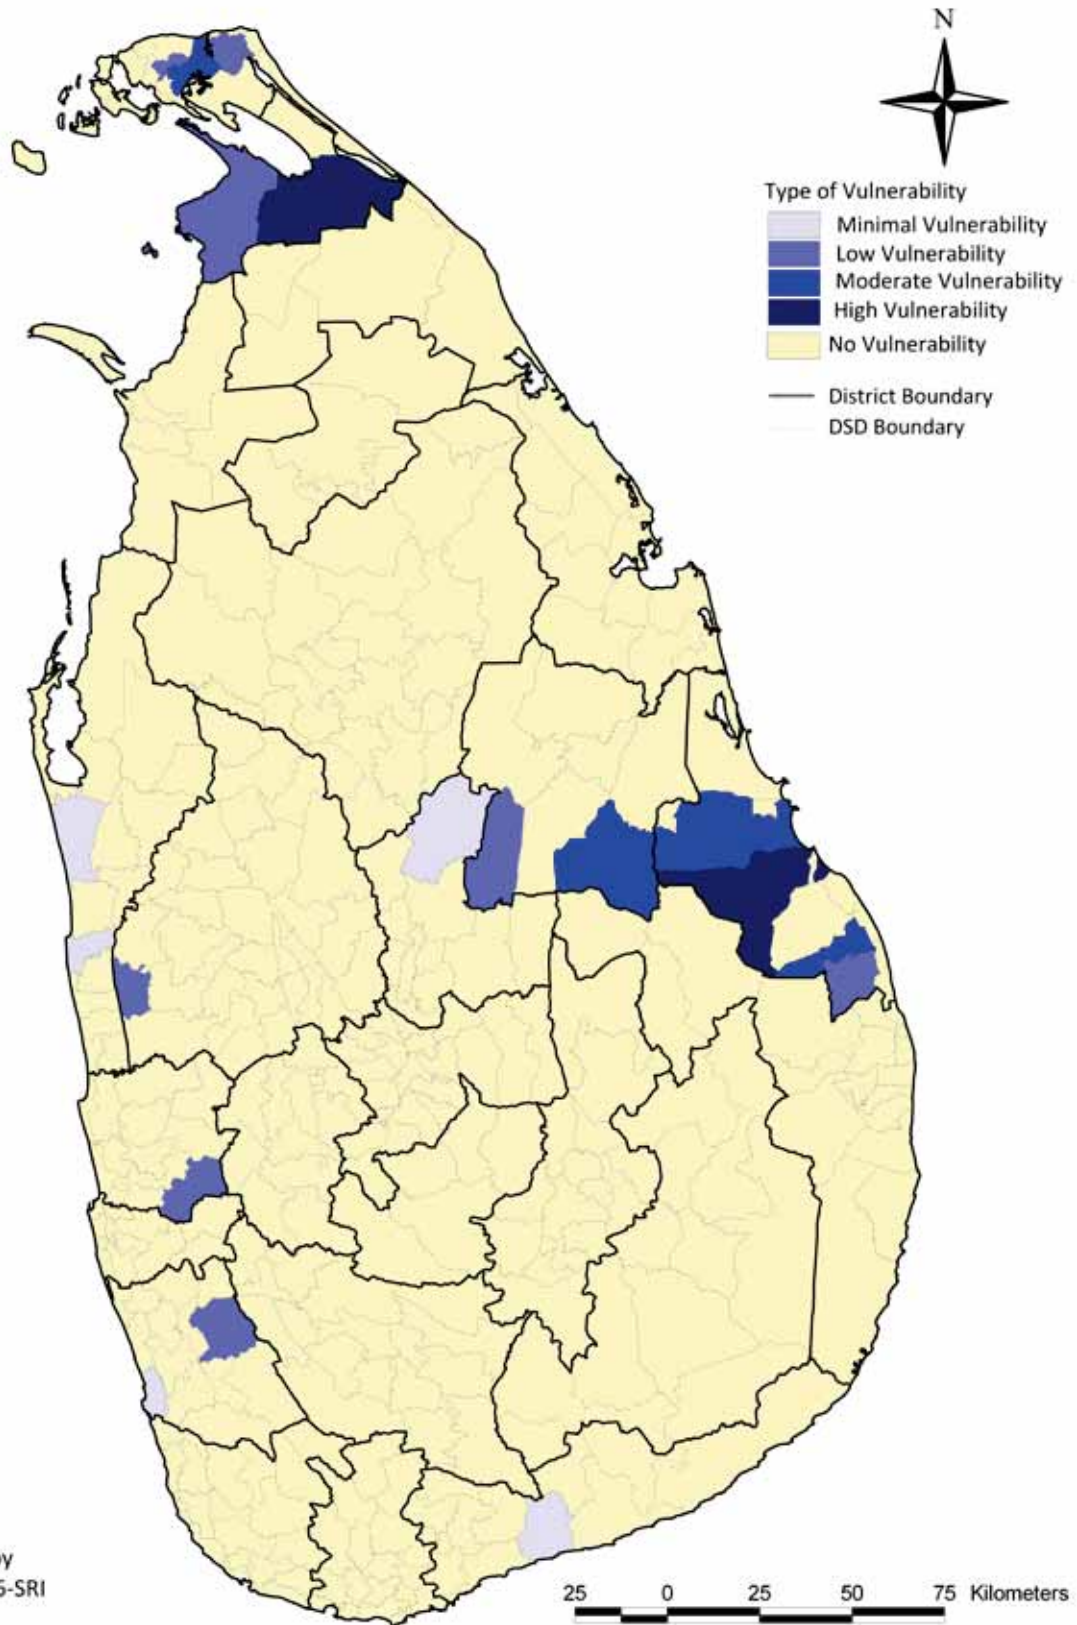 N
Type of Vulnerability
Minimal Vulnerability
Low Vulnerability
Moderate Vulnerability
High Vulnerability
No Vulnerability
District Boundary
DSD Boundary
-SRI
25 0 25 50 75 Kilometers